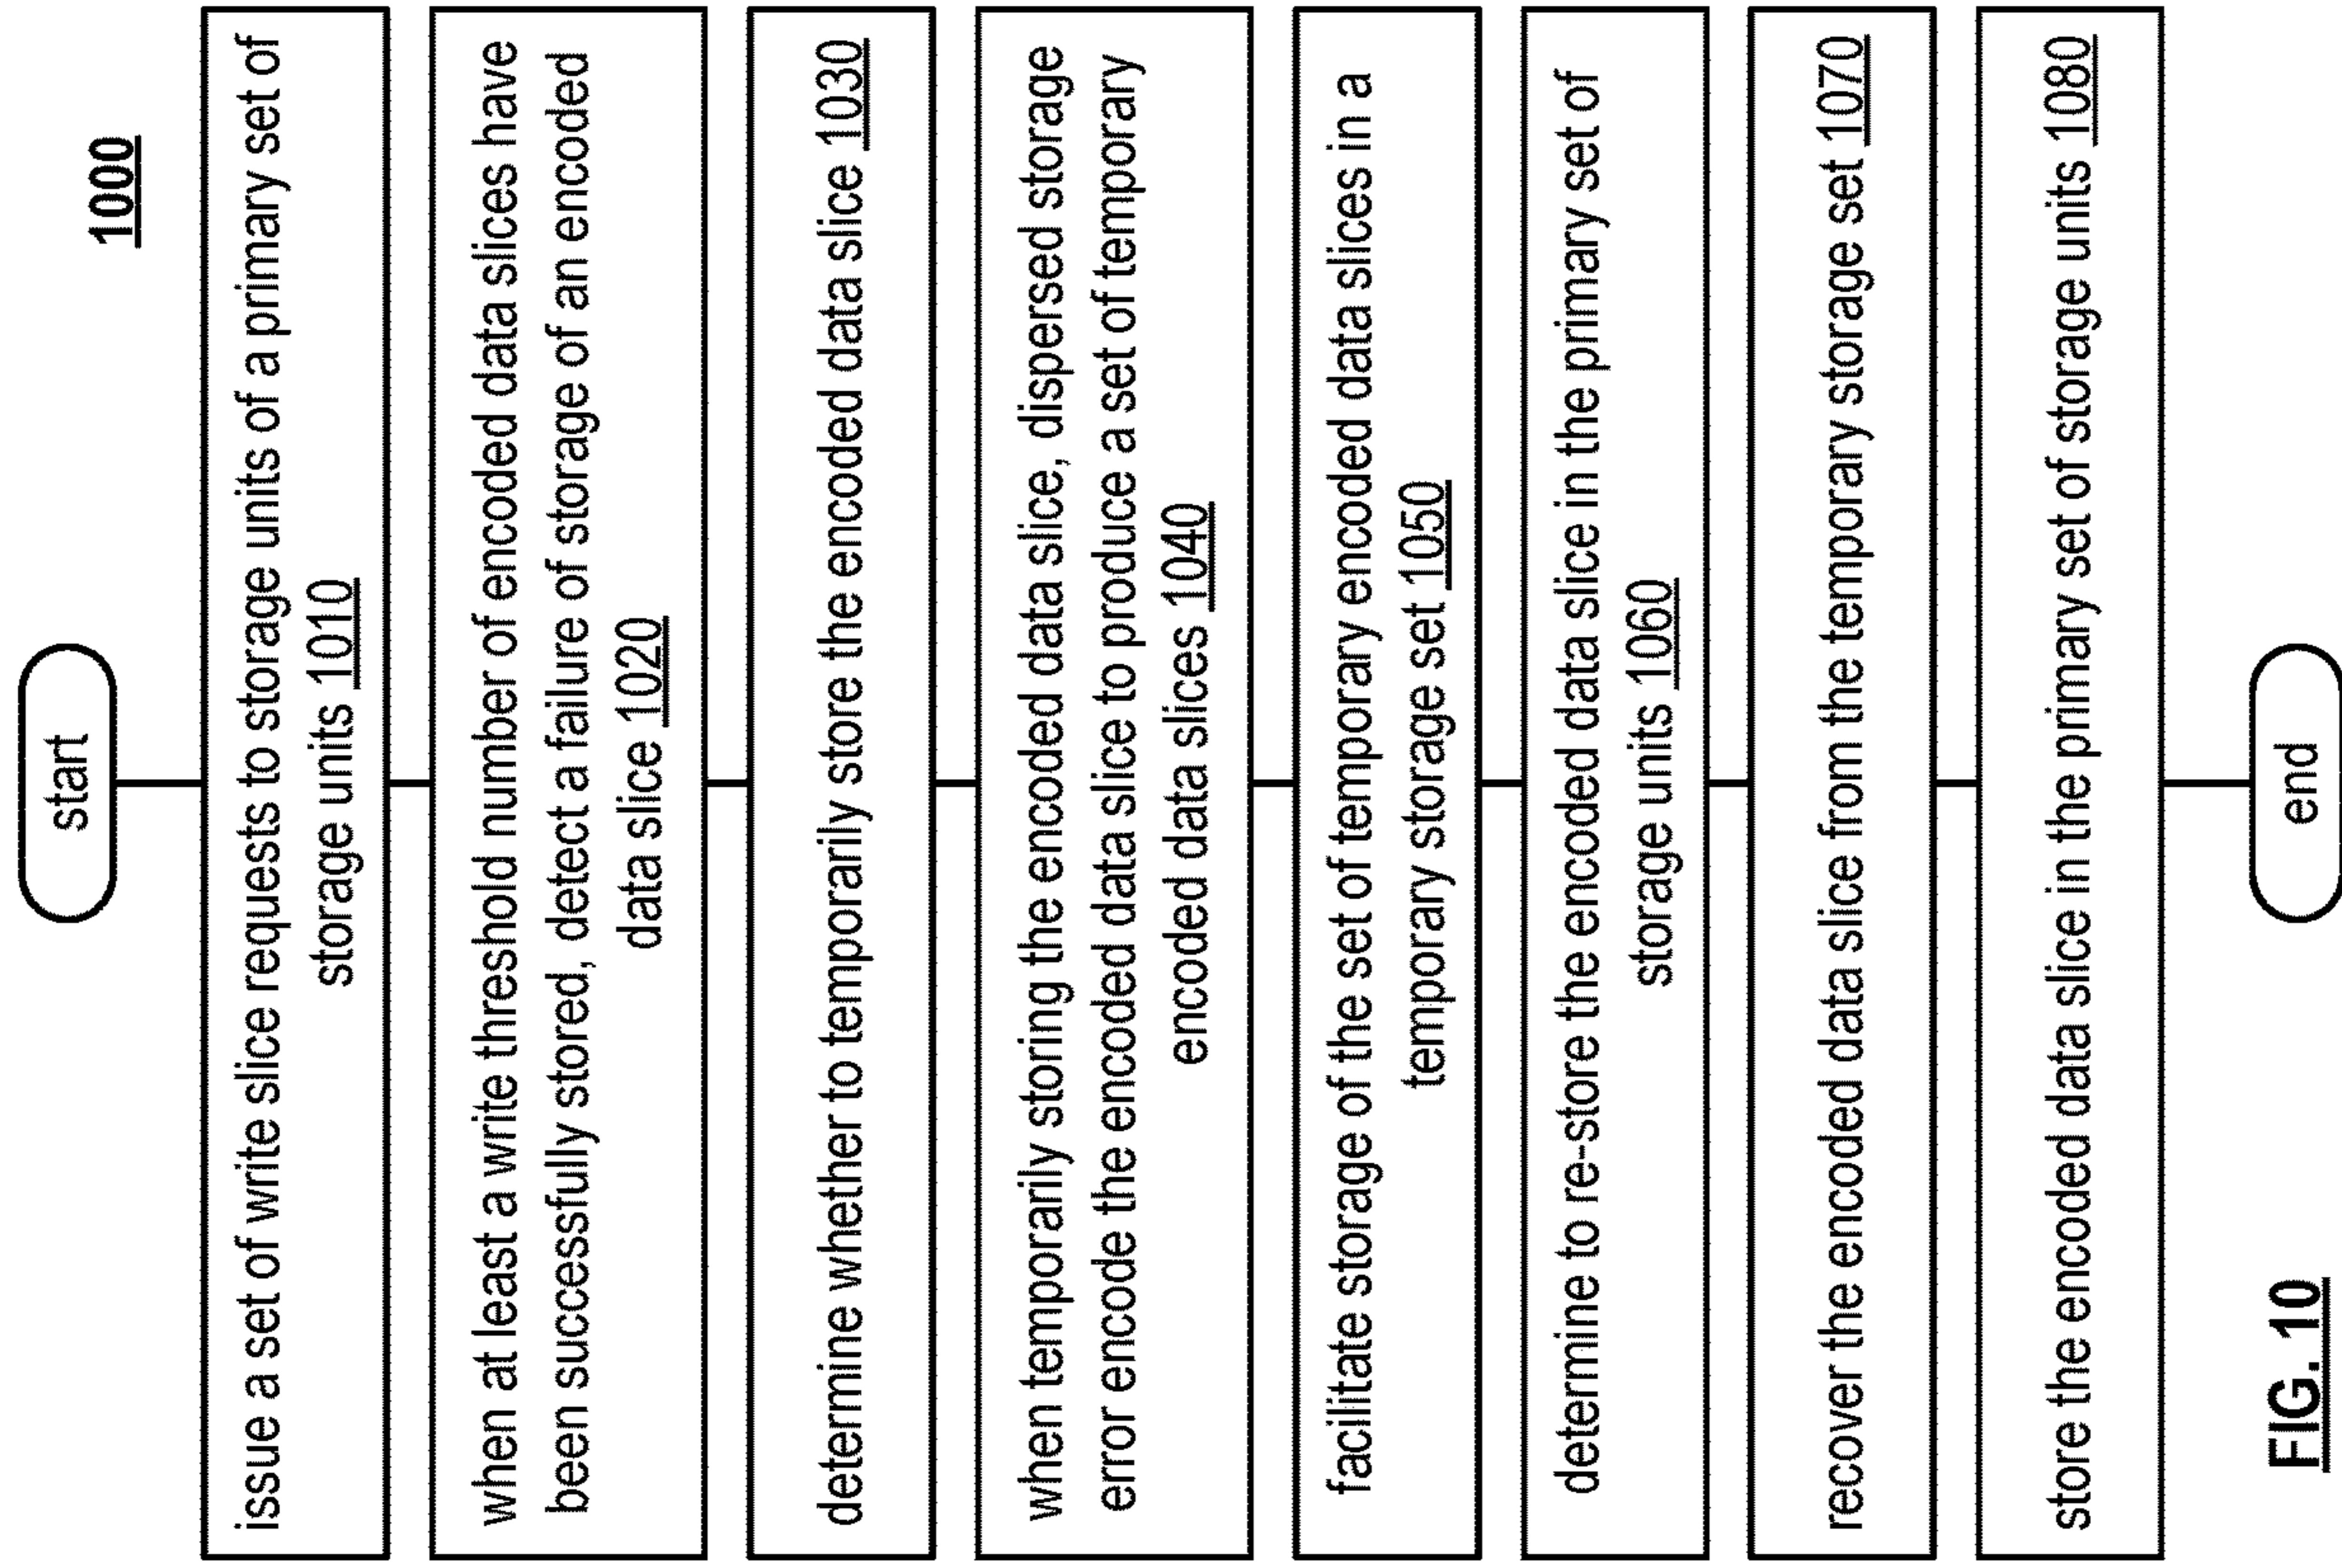 1000
start
issue a set of write slice requests to storage units of a primary set of
storage units 1010
when at least a write threshold number of encoded data slices have
been successfully stored, detect a failure of storage of an encoded
data slice 1020
determine whether to temporarily store the encoded data slice 1030
when temporarily storing the encoded data slice, dispersed storage
error encode the encoded data slice to produce a set of temporary
encoded data slices 1040
facilitate storage of the set of temporary encoded data slices in a
temporary storage set 1050
determine to re-store the encoded data slice in the primary set of
storage units 1060
recover the encoded data slice from the temporary storage set 1070
store the encoded data slice in the primary set of storage units 1080
end
FIG. 10